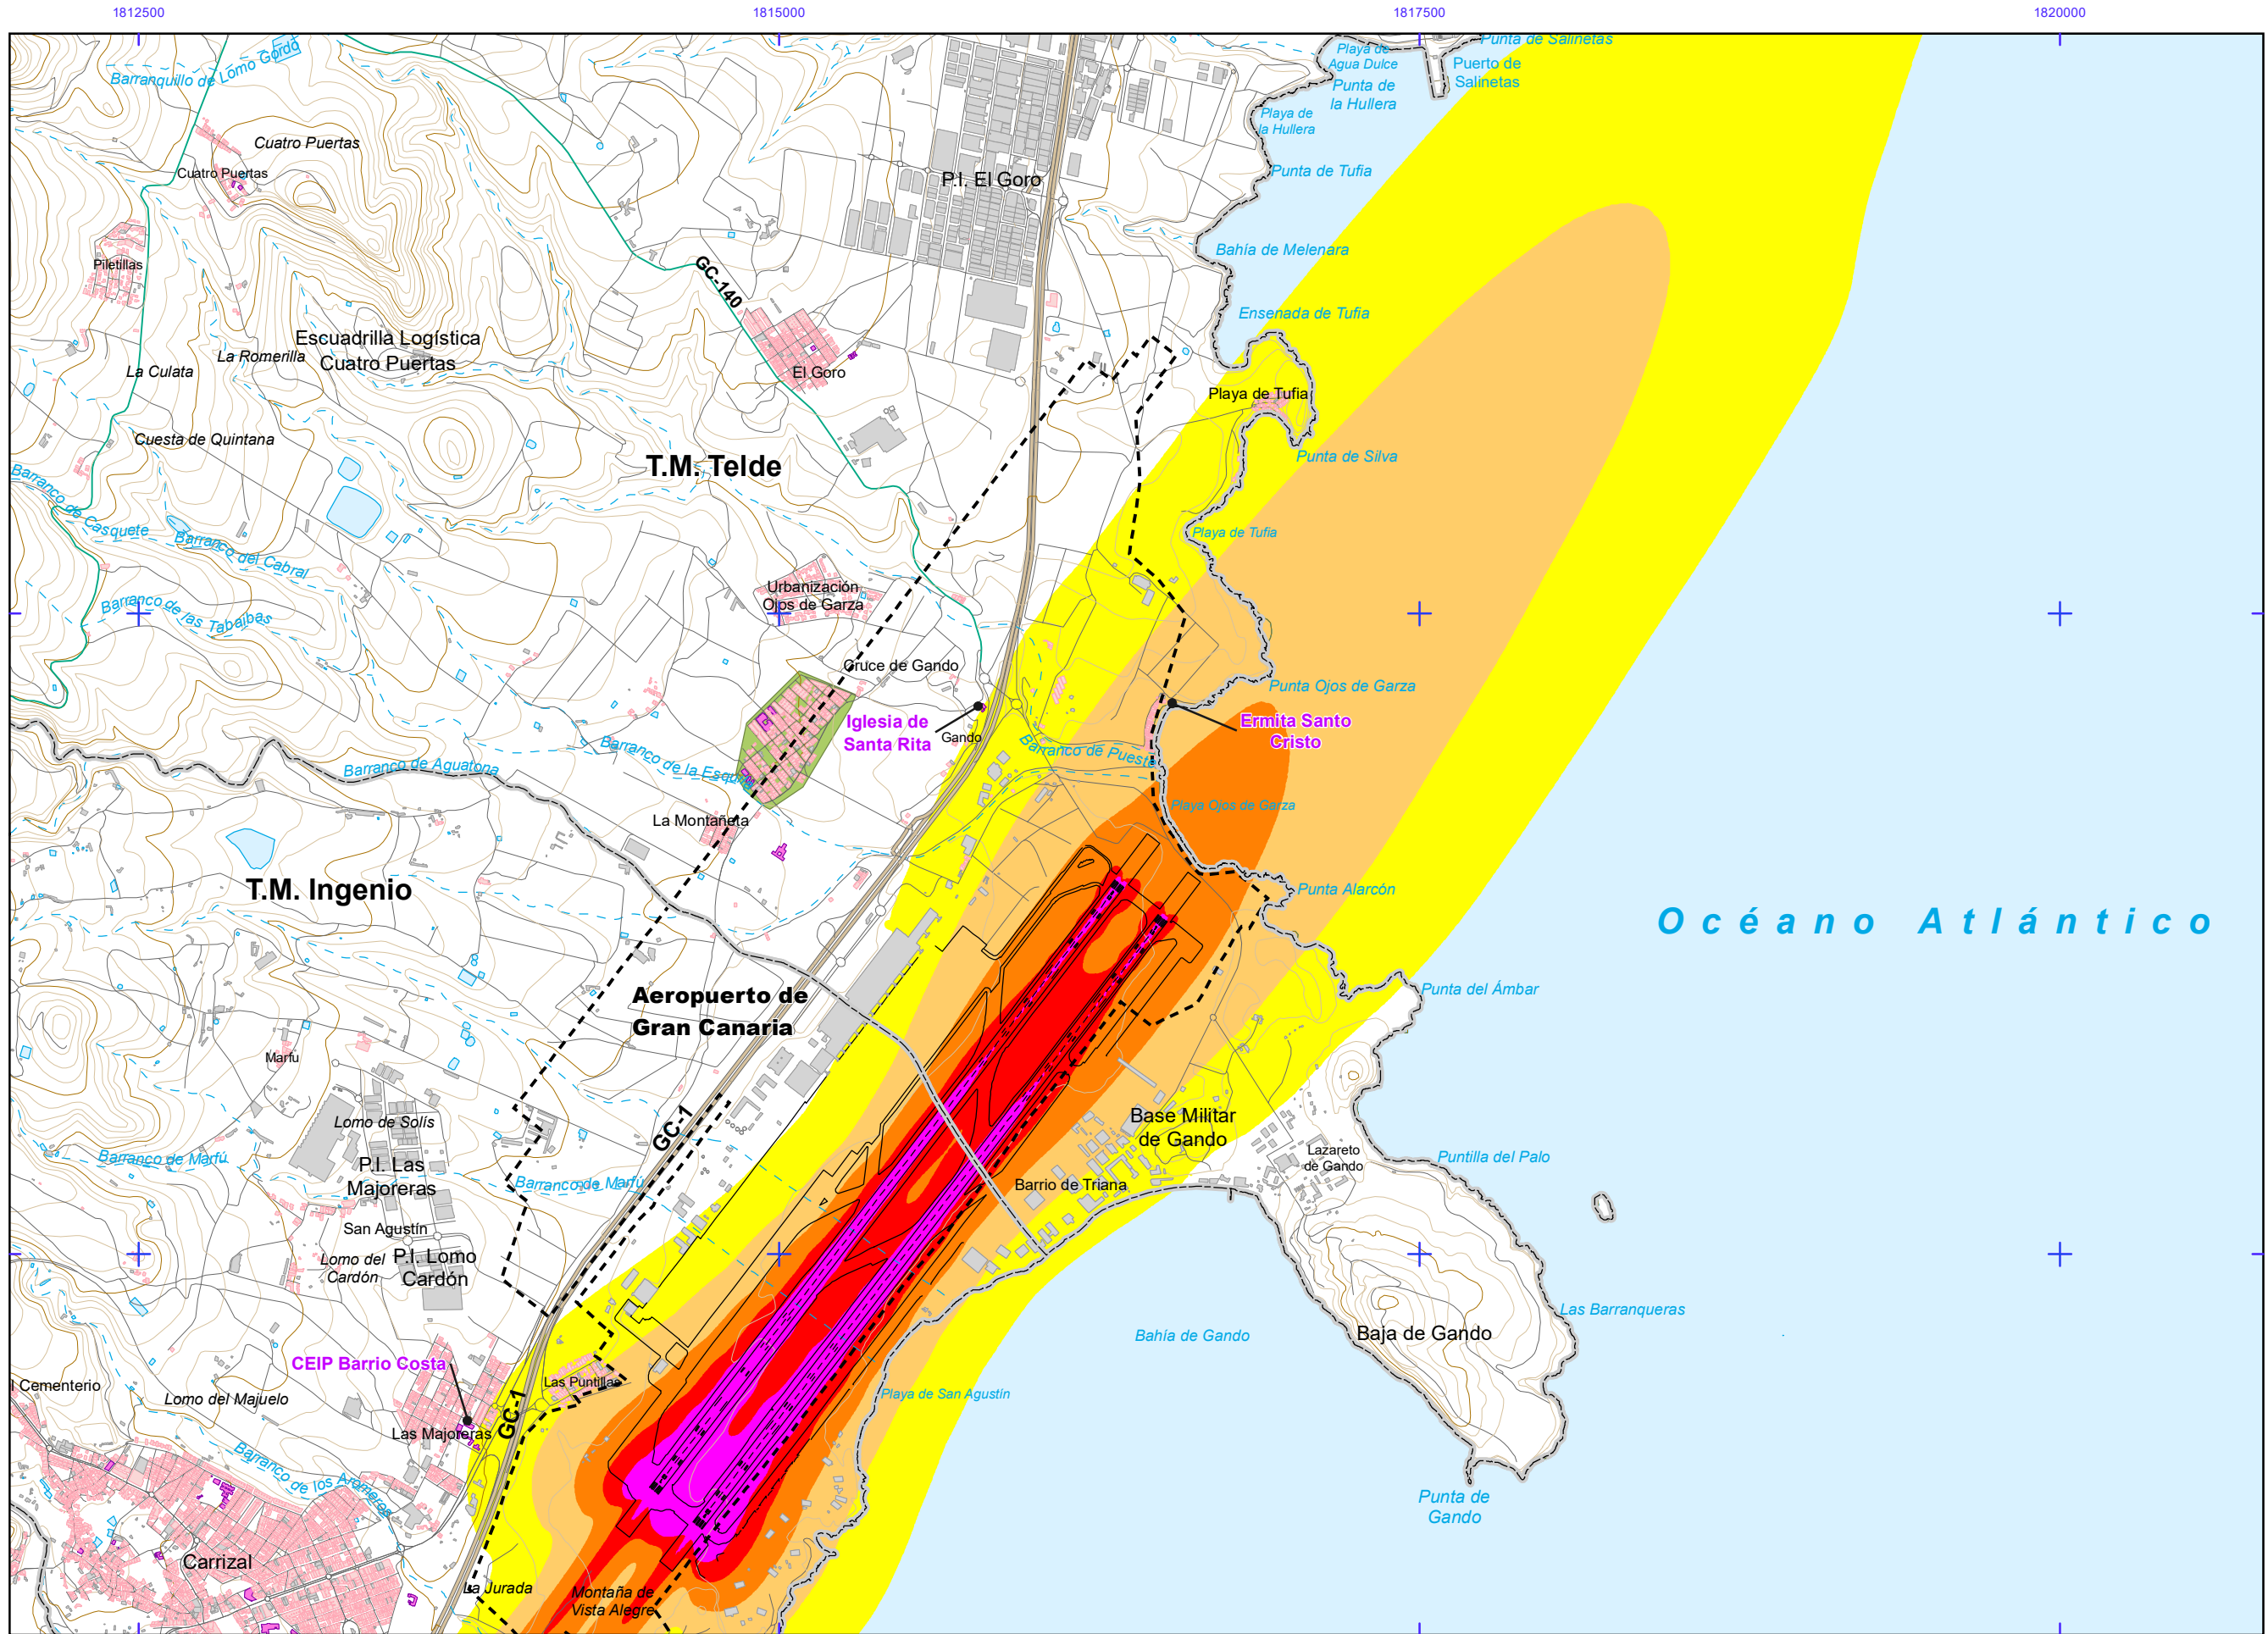 1812500
1815000
1817500
1820000
Barranquillo de Lomo Gordo
Cuatro Puertas
Cuatro Puertas
Piletillas
Escuadrilla Logística
Cuatro Puertas
La Romerilla
La Culata
Cuesta de Quintana
GC-140
El Goro
P.I. El Goro
Playa de
Agua Dulce
Punta de Salinetas
Puerto de
Salinetas
Punta de
la Hullera
Playa de
la Hullera
Punta de Tufia
Bahía de Melenara
Ensenada de Tufia
Playa de Tufia
Punta de Silva
Playa de Tufia
T.M. Telde
Barranco
de Casquete
Barranco del Cabral
Barranco de las Tabaibas
Urbanización
Ojos de Garza
Cruce de Gando
Iglesia de
Santa Rita
Gando
Punta Ojos de Garza
Ermita Santo
Cristo
Barranco de Pueste
Barranco de Aguatona
Barranco de la Esquina
La Montañeta
Playa Ojos de Garza
Punta Alarcón
T.M. Ingenio
Océano Atlántico
Aeropuerto de
Gran Canaria
Punta del Ámbar
Marfu
Lomo de Solís
GC-1
Base Militar
de Gando
Barranco de Marfú
P.I. Las
Majoreras
Barranco de Marfú
Lazareto
de Gando
Puntilla del Palo
Barrio de Triana
San Agustín
Lomo del
Cardón
P.I. Lomo
Cardón
Las Barranqueras
Bahía de Gando
Baja de Gando
CEIP Barrio Costa
l Cementerio
Lomo del Majuelo
Las Puntillas
Playa de San Agustín
GC-1
Las Majoreras
Barranco de los Aromeros
Punta de
Gando
Carrizal
La Jurada
Montaña de
Vista Alegre